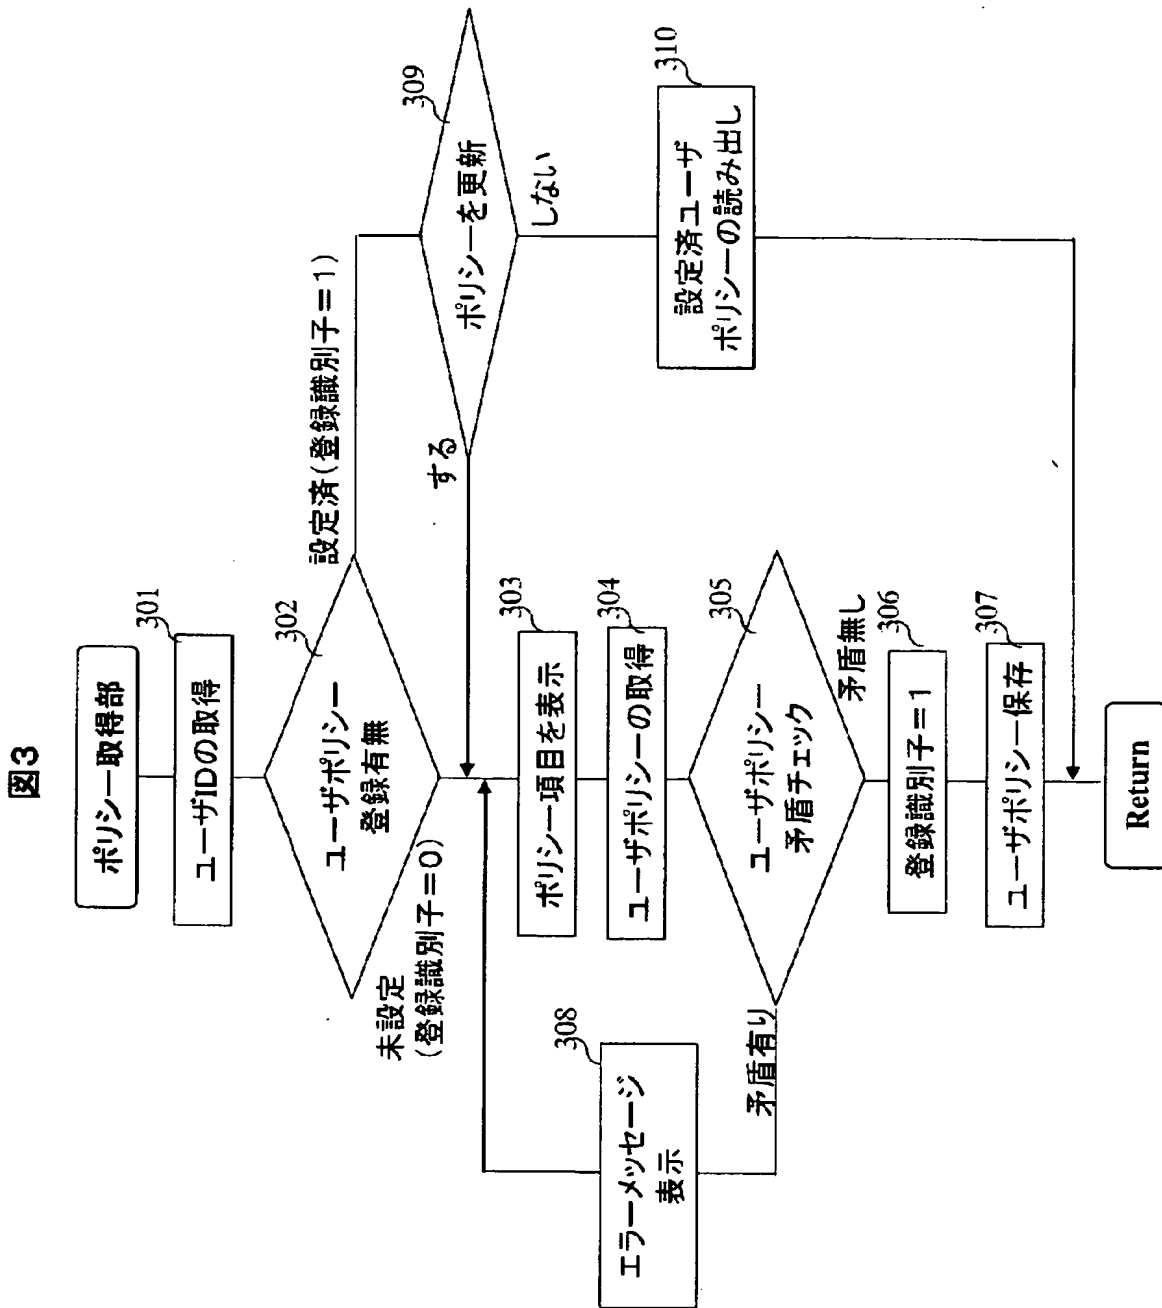 図3
ポリシー取得部
301
ユーザIDの取得
302
ユーザポリシー
登録有無
設定済(登録識別子=1)
未設定
(登録識別子=0)
309
ポリシーを更新
する
しない
310
設定済ユーザ
ポリシーの読み出し
303
ポリシー項目を表示
304
ユーザポリシーの取得
305
ユーザポリシー
矛盾チェック
矛盾有り
矛盾無し
308
エラーメッセージ
表示
306
登録識別子=1
307
ユーザポリシー保存
Return